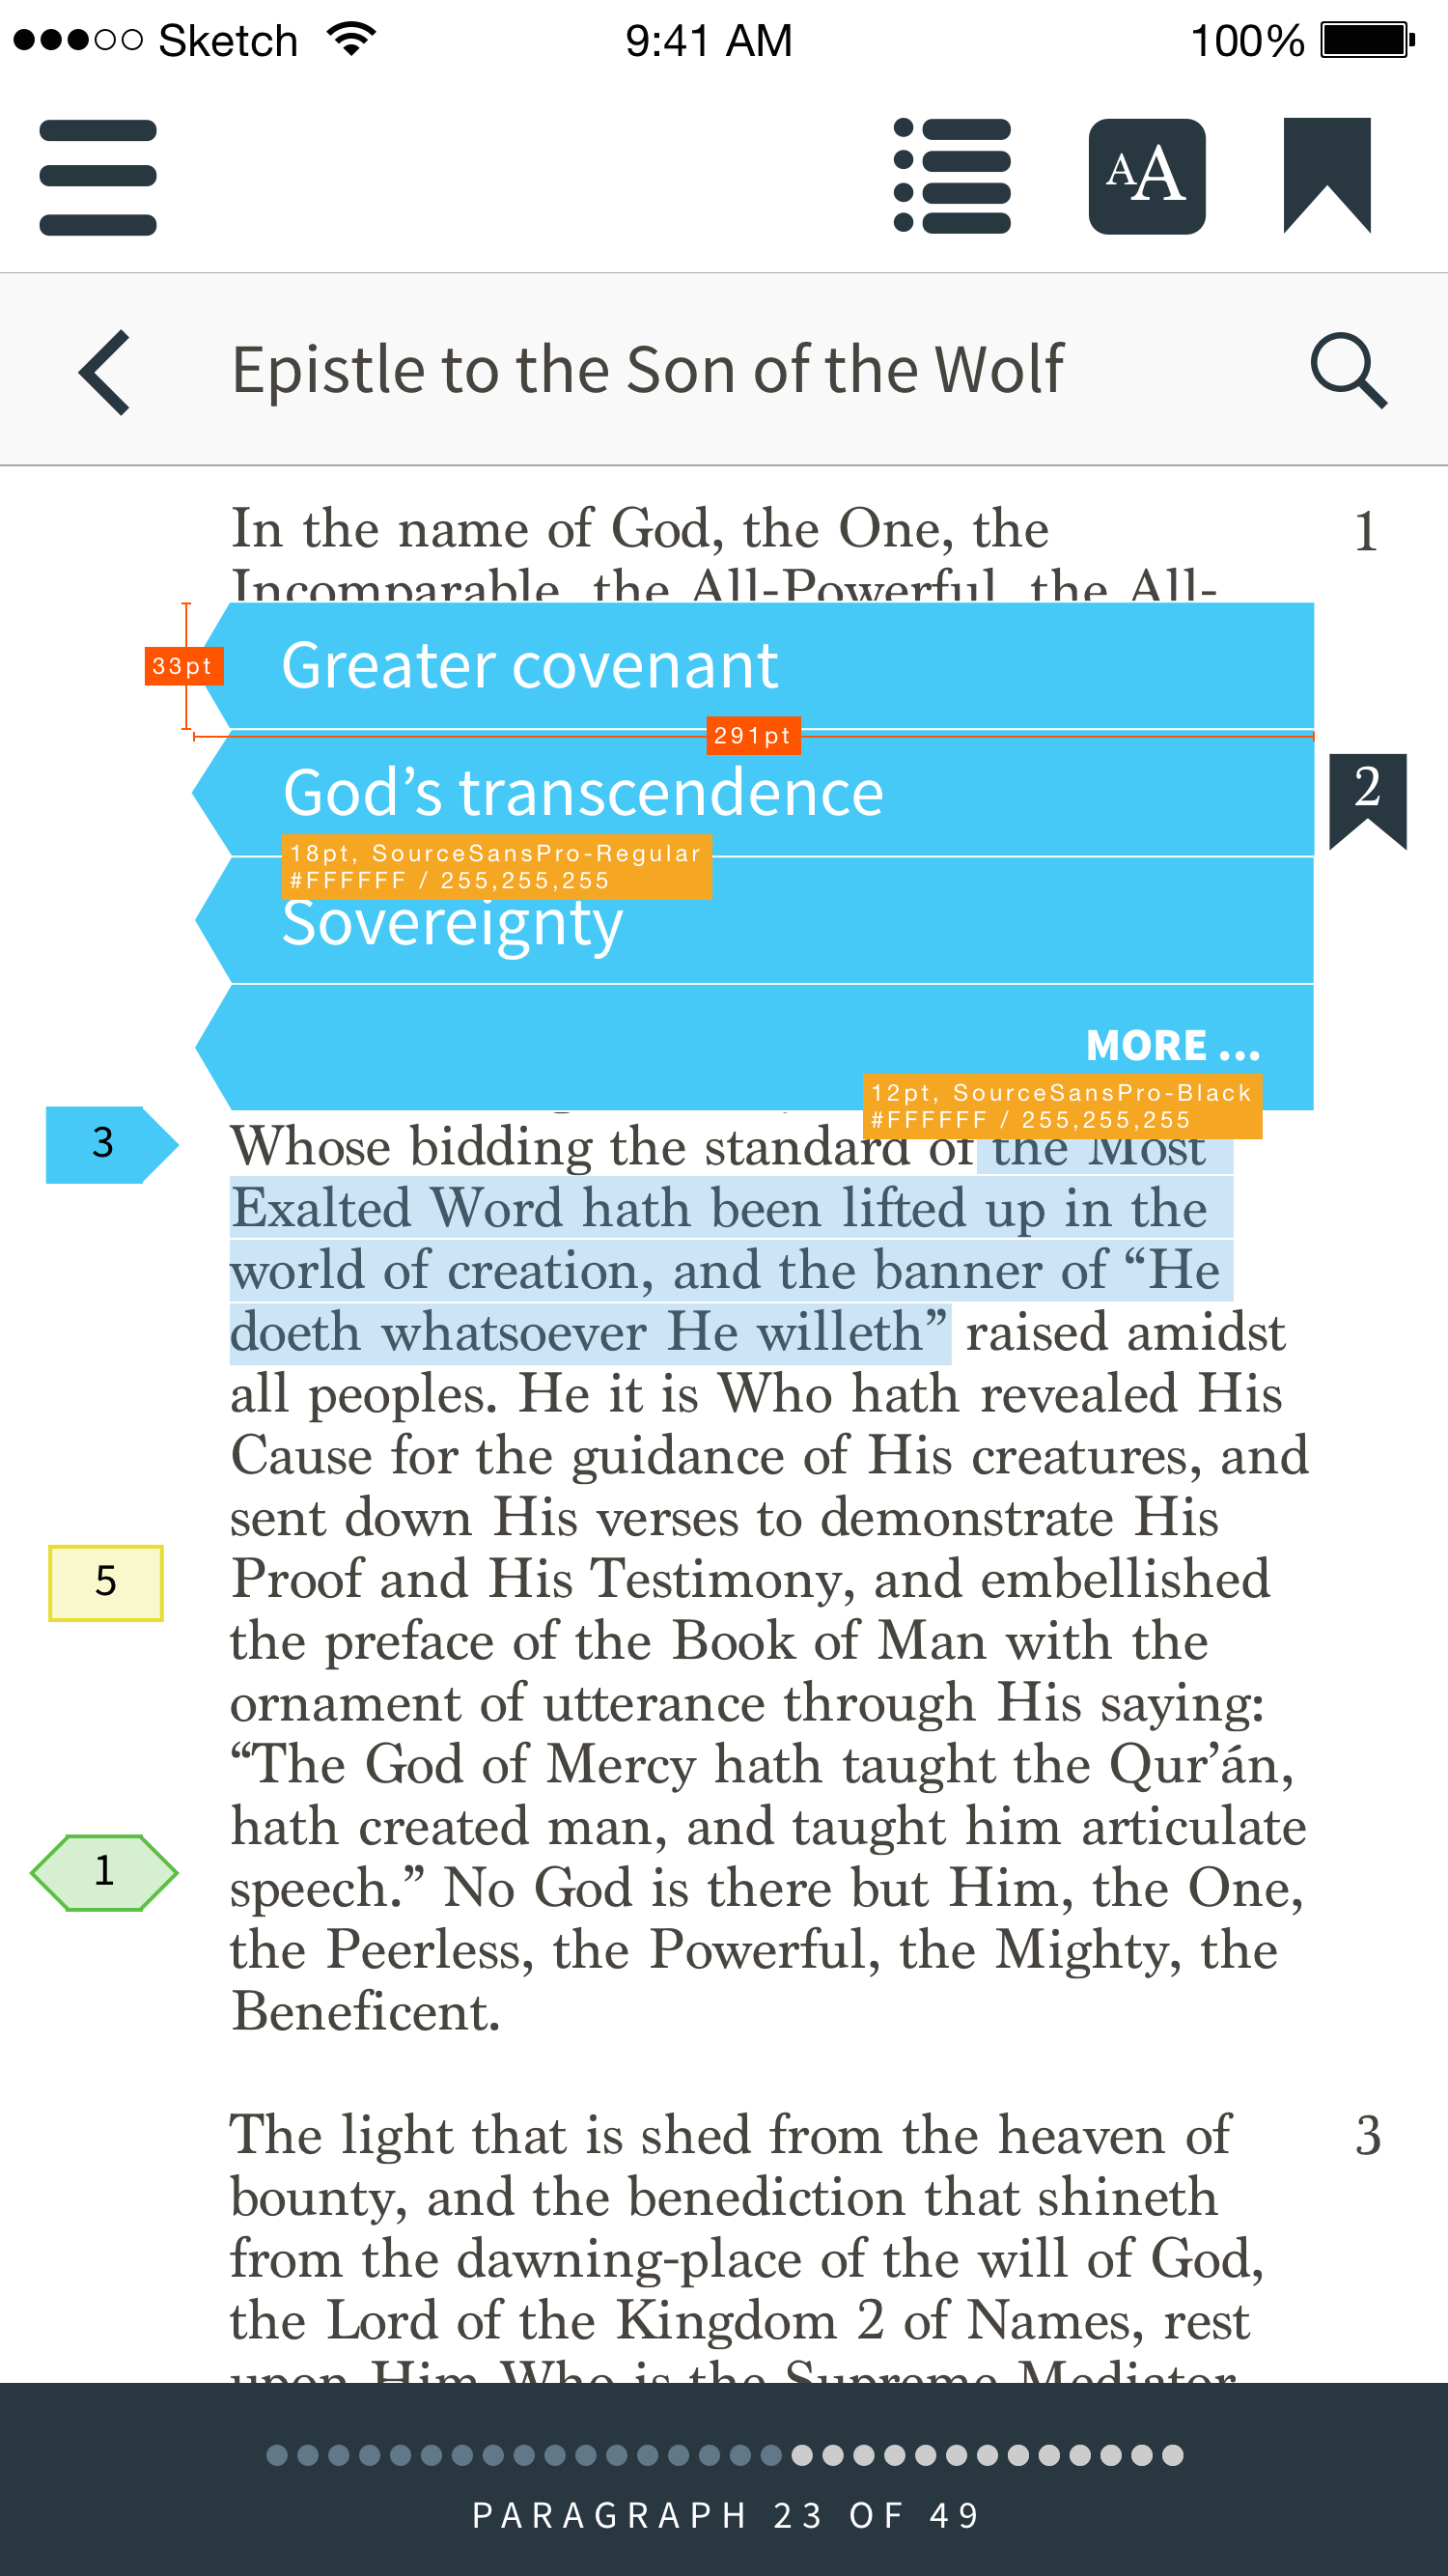 Sketch 9:41 AM 100%
AA
Epistle to the Son of the Wolf
In the name of God, the One, the 1
Incomparable, the All-Powerful, the All-
Greater covenant
33pt
291pt
God’s transcendence
2
18pt, SourceSansPro-Regular
#FFFFFF / 255,255,255
Sovereignty
MORE ...
12pt, SourceSansPro-Black
#FFFFFF / 255,255,255
3
Whose bidding the standard of the Most
Exalted Word hath been lifted up in the
world of creation, and the banner of “He
doeth whatsoever He willeth” raised amidst
all peoples. He it is Who hath revealed His
Cause for the guidance of His creatures, and
sent down His verses to demonstrate His
5
Proof and His Testimony, and embellished
the preface of the Book of Man with the
ornament of utterance through His saying:
“The God of Mercy hath taught the Qur’án,
hath created man, and taught him articulate
1
speech.” No God is there but Him, the One,
the Peerless, the Powerful, the Mighty, the
Beneficent.
The light that is shed from the heaven of 3
bounty, and the benediction that shineth
from the dawning-place of the will of God,
the Lord of the Kingdom 2 of Names, rest
upon Him Who is the Supreme Mediator
PARAGRAPH 23 OF 49